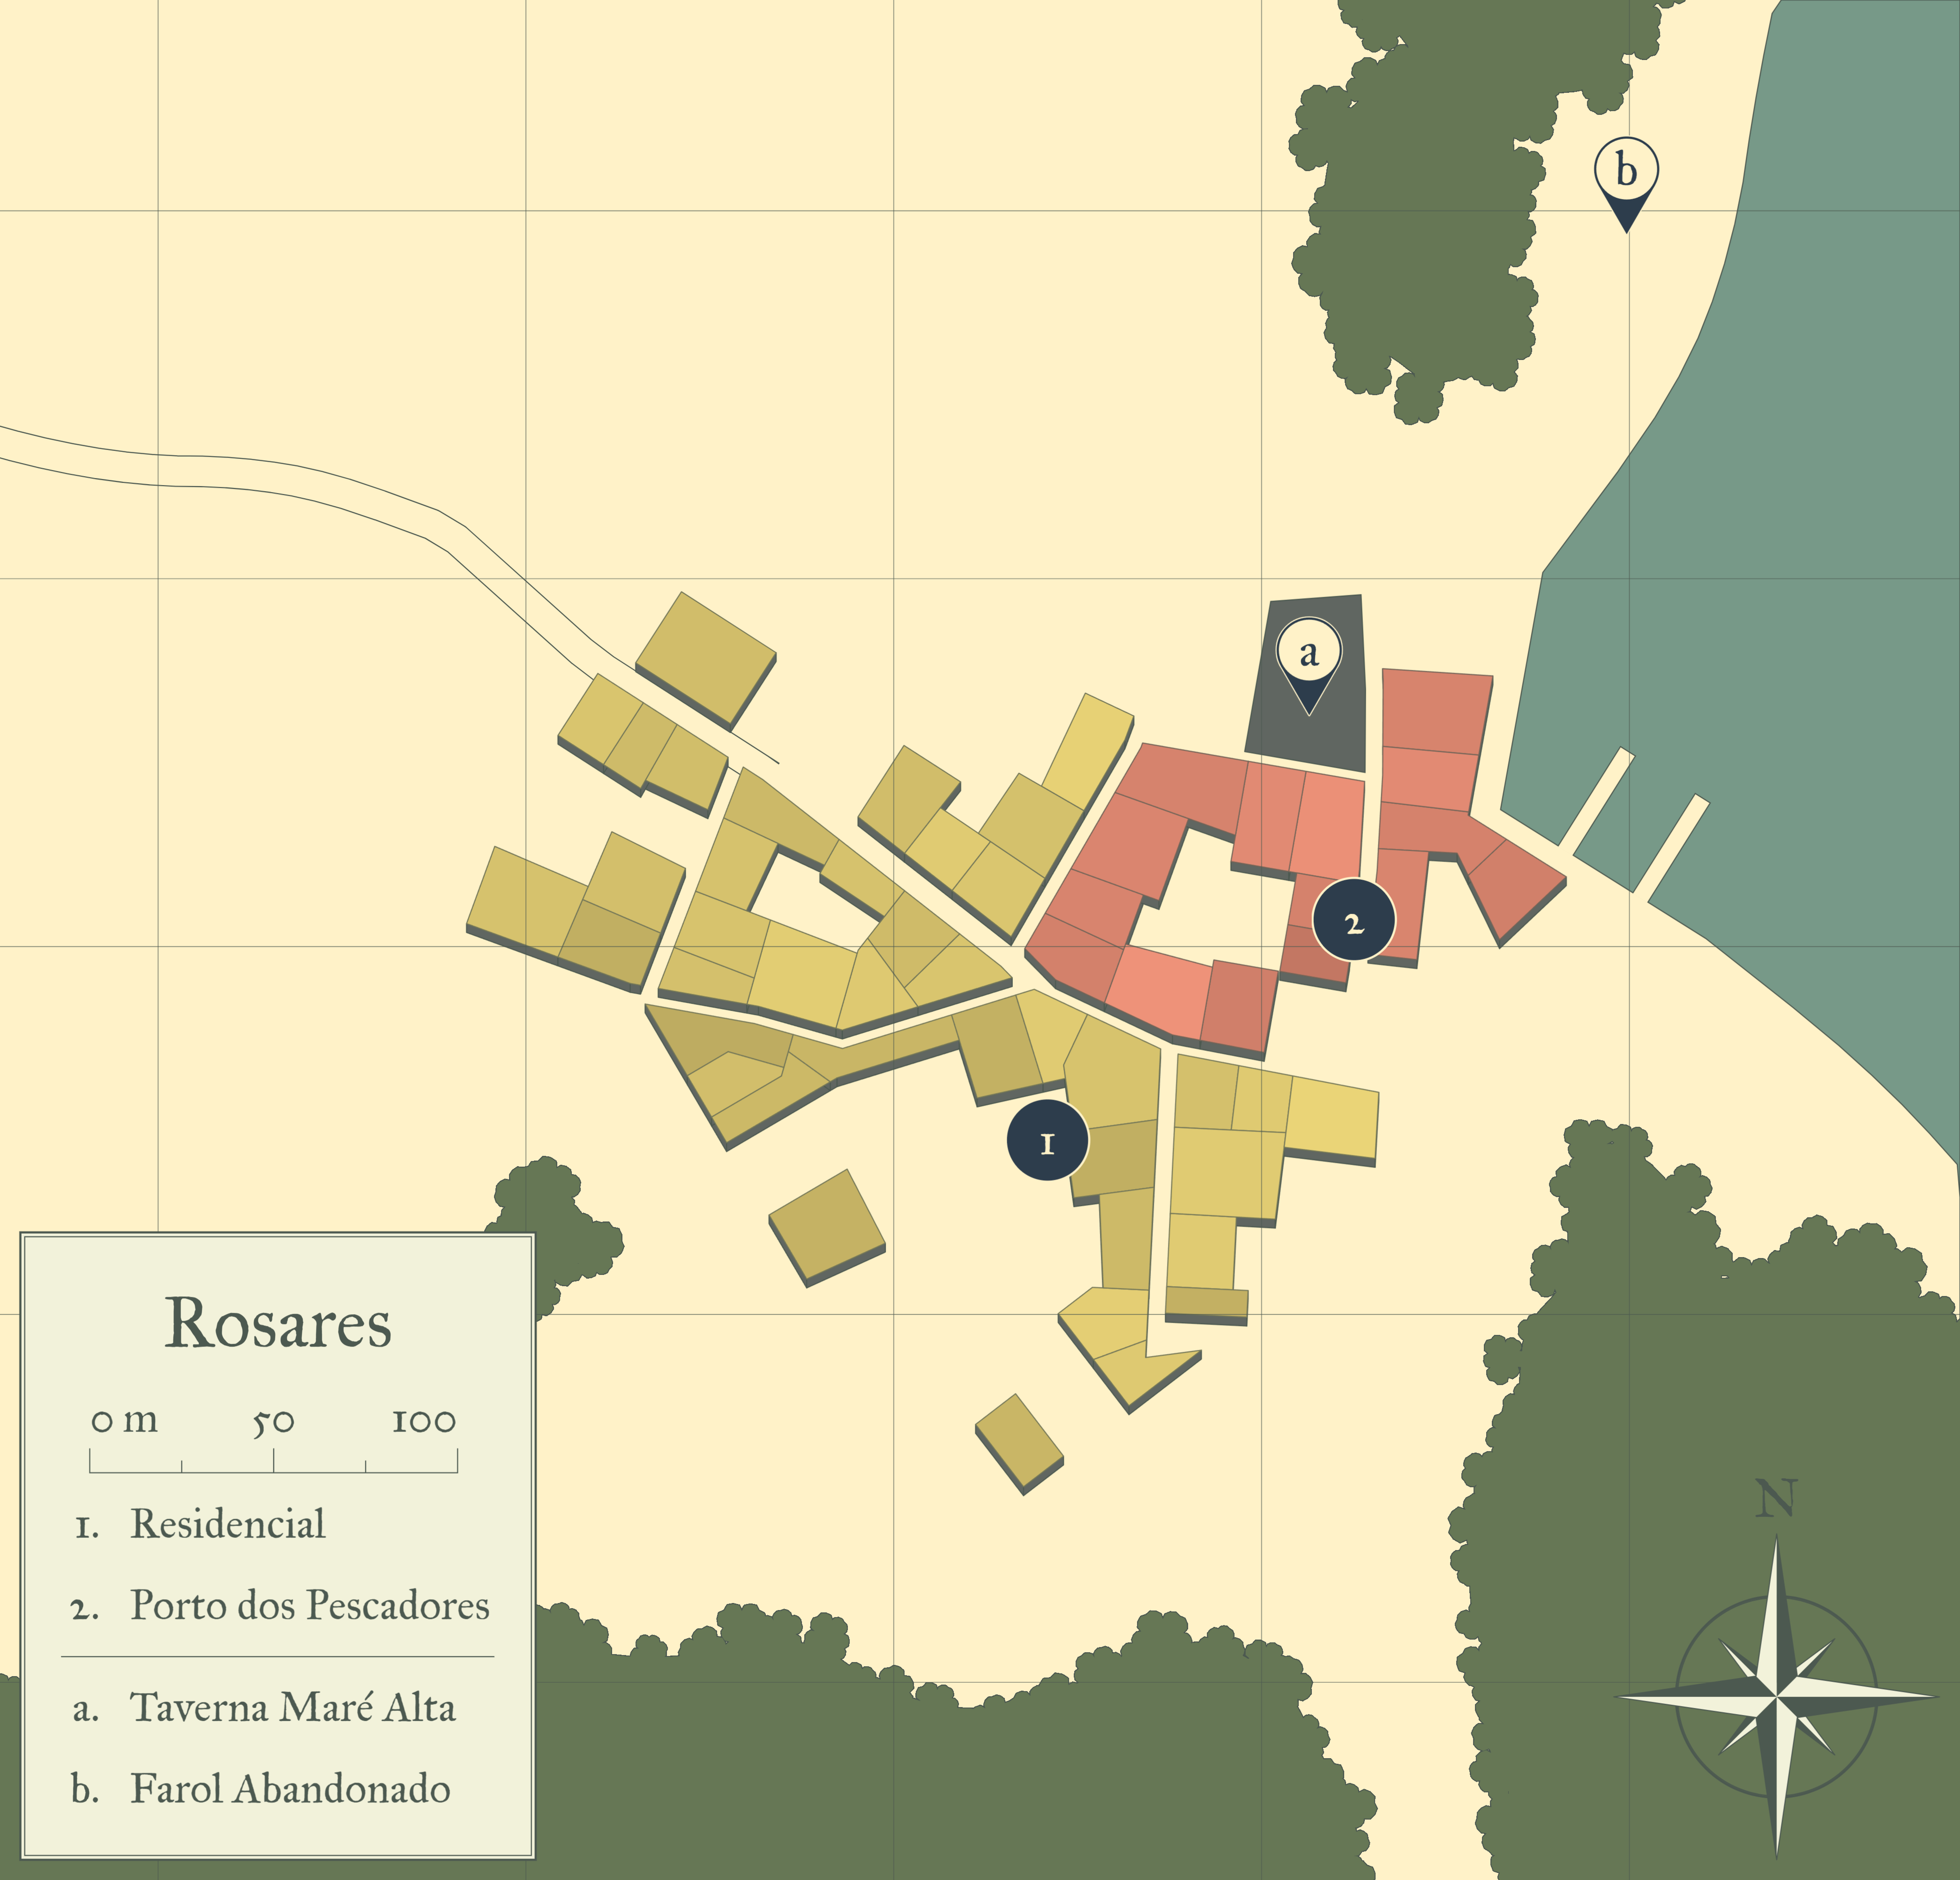 b
a
2
1
Rosares
0 m 50 100
1. Residencial
2. Porto dos Pescadores
a. Taverna Maré Alta
b. Farol Abandonado
N